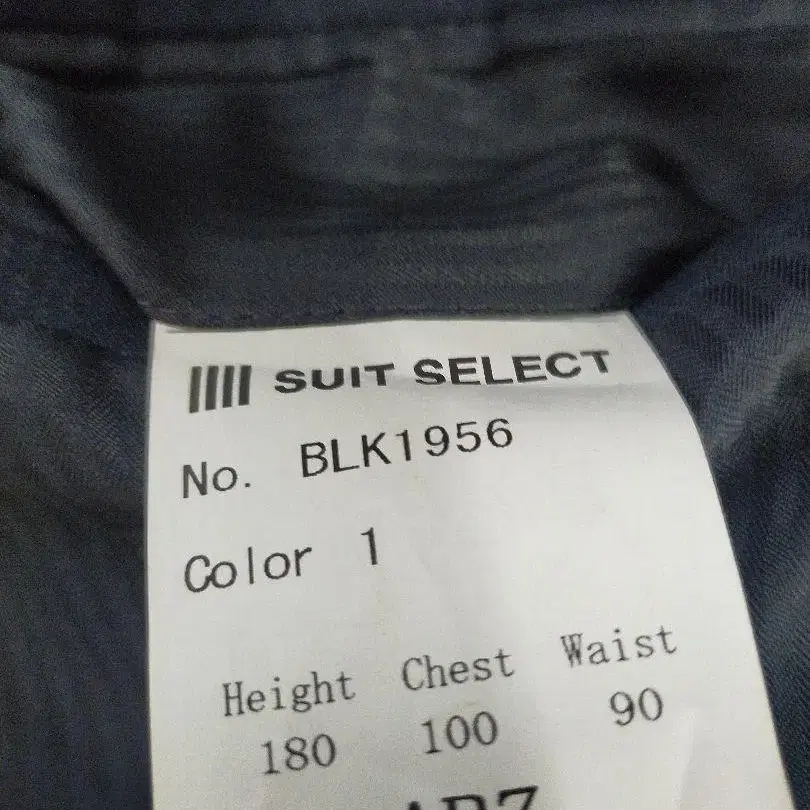 SUIT SELECT
No. BLK1956
Color 1
Height Chest Waist
180 100 90